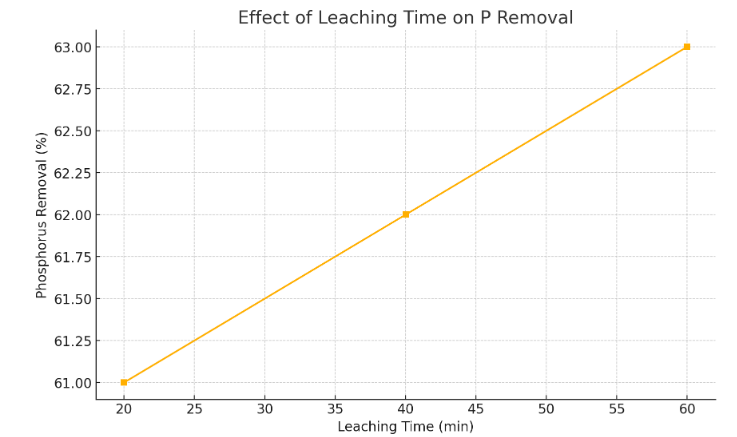 Effect of Leaching Time on P Removal
Phosphorus Removal (%)
63.00
62.75
62.50
62.25
62.00
61.75
61.50
61.25
61.00
20 25 30 35 40 45 50 55 60
Leaching Time (min)